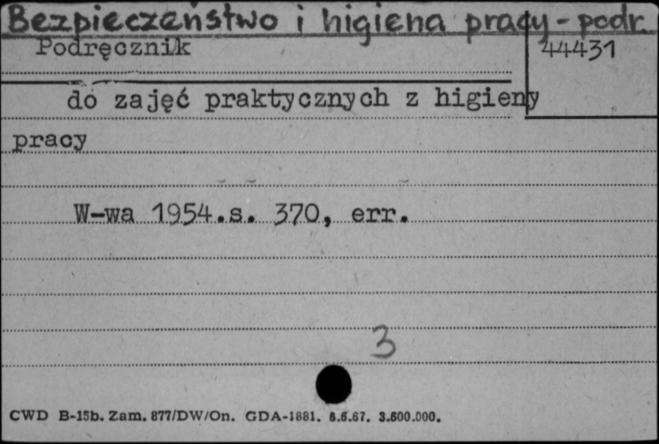 Bezpieczeństwo i higiena pracy - podr.
Podręcznik
44431
do zajęć praktycznych z higieny
pracy
W-wa 1954.s. 370, err.
3
CWD B-15b. Zam. 877/DW/On. GDA-1881. 6.6.67. 3.600.000.